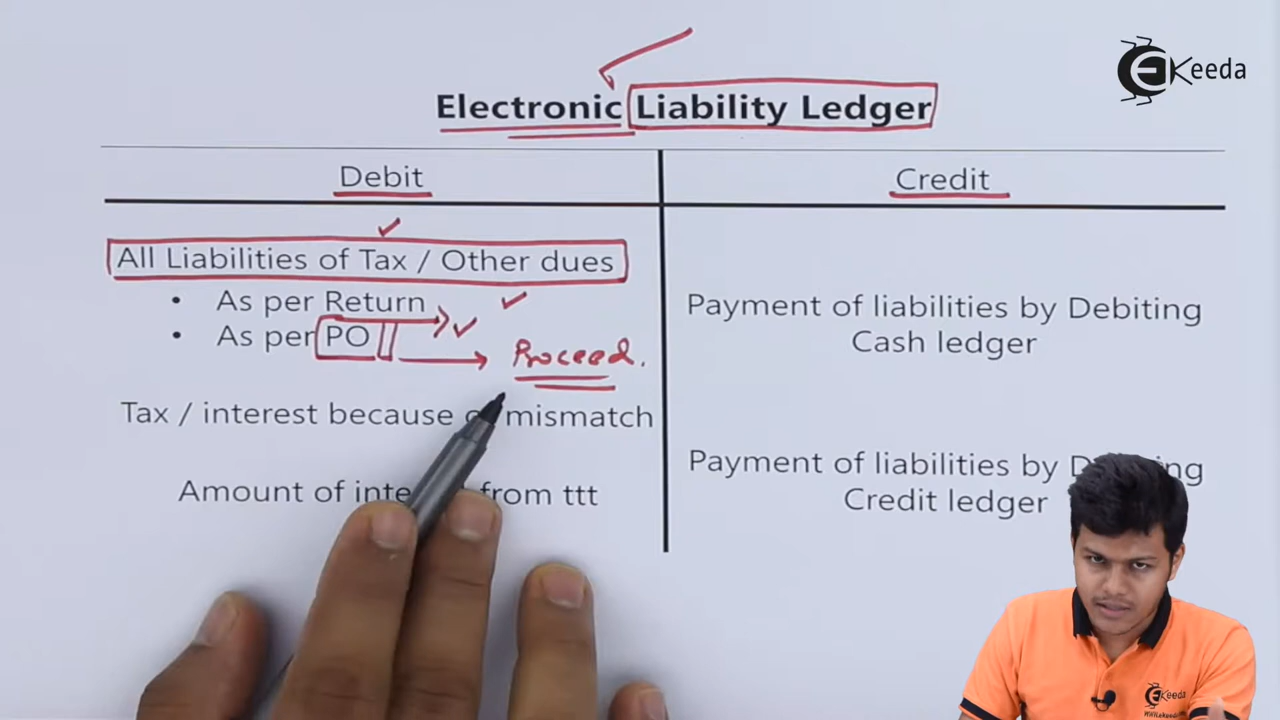 Keeda
Electronic Liability Ledger
Debit
Credit
All Liabilities of Tax / Other dues
• As per Return
• As per PO
Proceed.
Tax / interest because mismatch
Amount of from ttt
Payment of liabilities by Debiting
Cash ledger
Payment of liabilities by
Credit ledger
Keeda